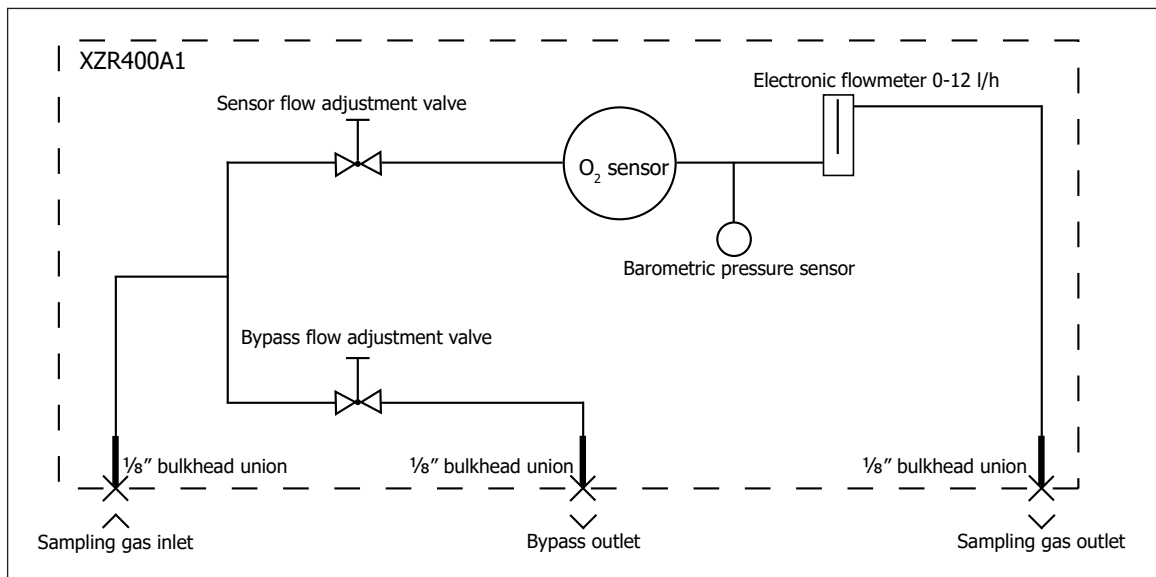 XZR400A1
Electronic flowmeter 0-12 l/h
Sensor flow adjustment valve
O₂ sensor
Barometric pressure sensor
Bypass flow adjustment valve
⅛” bulkhead union
⅛” bulkhead union
⅛” bulkhead union
Sampling gas inlet
Bypass outlet
Sampling gas outlet